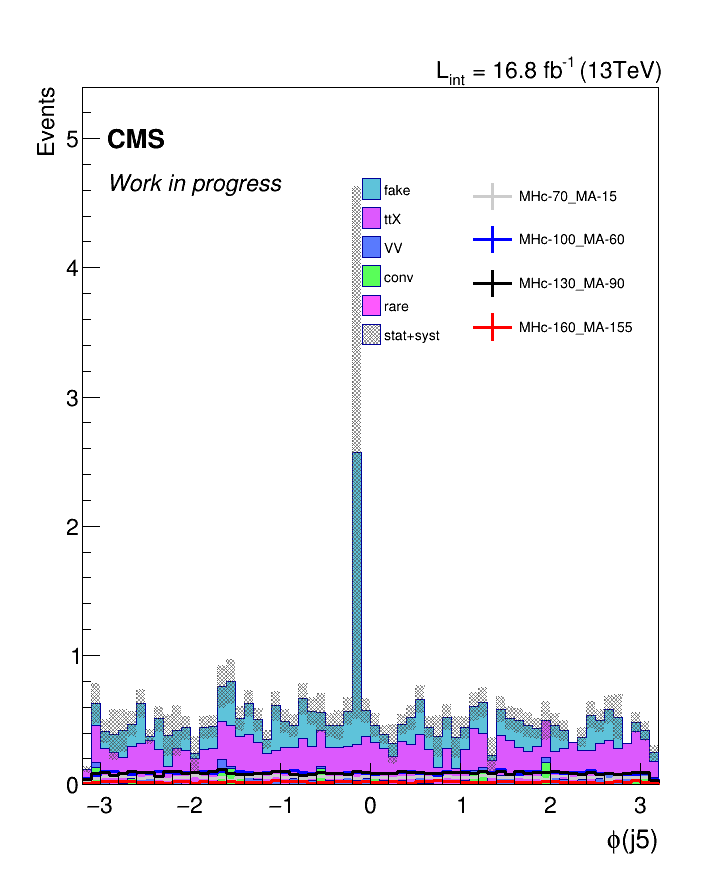 L_int = 16.8 fb^-1 (13TeV)
Events
CMS
Work in progress
fake
ttX
VV
conv
rare
stat+syst
MHc-70_MA-15
MHc-100_MA-60
MHc-130_MA-90
MHc-160_MA-155
5
4
3
2
1
0
−3 −2 −1 0 1 2 3
ϕ(j5)